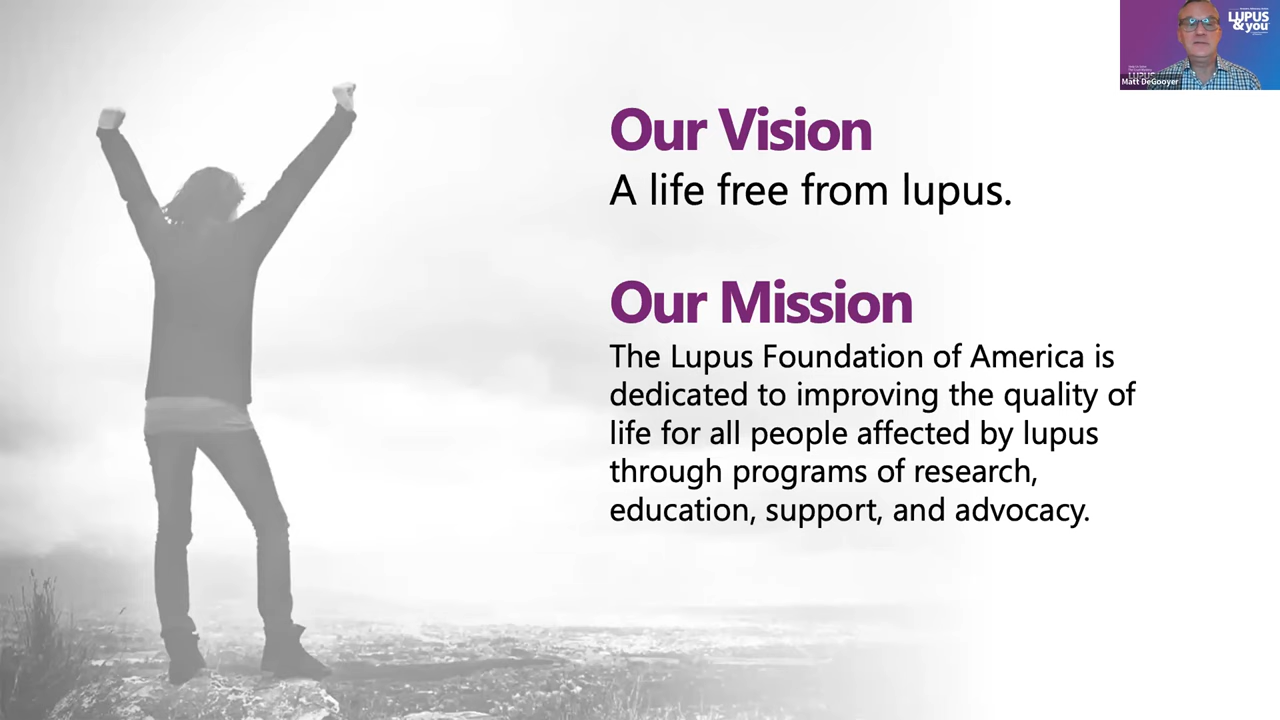 Our Vision
A life free from lupus.
Our Mission
The Lupus Foundation of America is
dedicated to improving the quality of
life for all people affected by lupus
through programs of research,
education, support, and advocacy.
LUPUS
&you
LUPUS
Matt DeGooyer